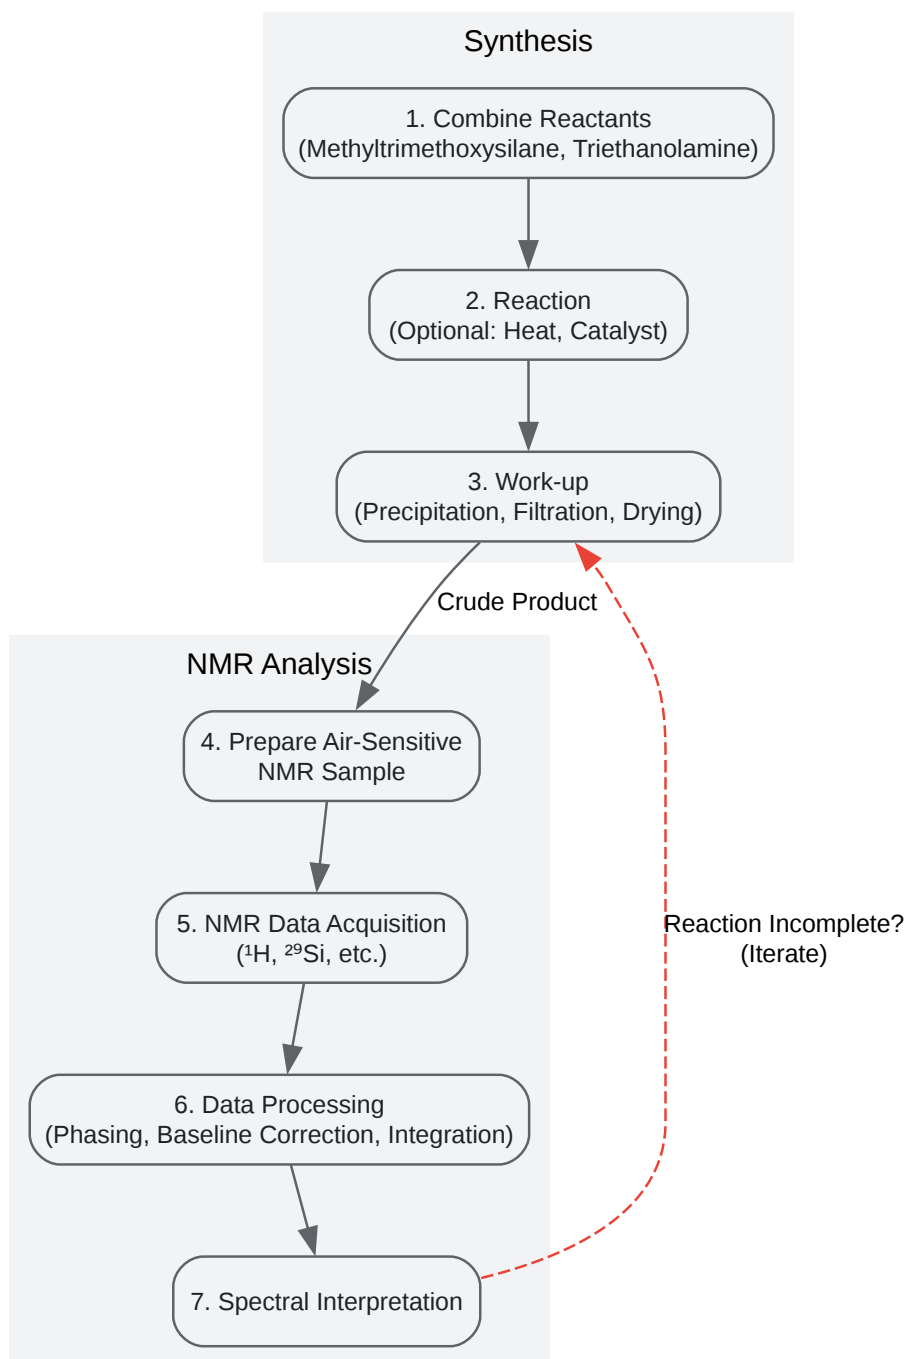 Synthesis
1. Combine Reactants
(Methyltrimethoxysilane, Triethanolamine)
2. Reaction
(Optional: Heat, Catalyst)
3. Work-up
(Precipitation, Filtration, Drying)
Crude Product
NMR Analysis
4. Prepare Air-Sensitive
NMR Sample
5. NMR Data Acquisition
(¹H, ²⁹Si, etc.)
Reaction Incomplete?
(Iterate)
6. Data Processing
(Phasing, Baseline Correction, Integration)
7. Spectral Interpretation